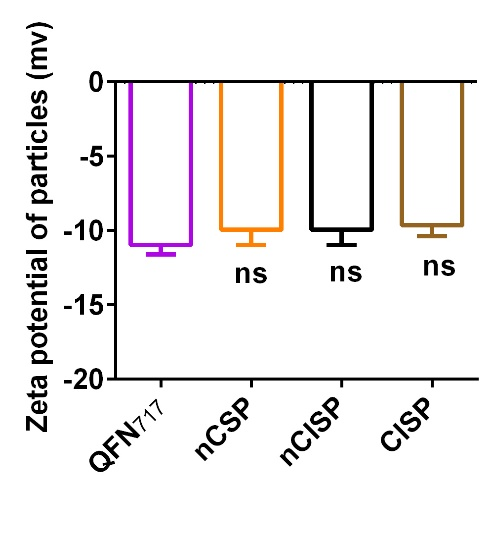 Zeta potential of particles (mv)
0
-5
-10
-15
-20
ns
ns
ns
QFN717
nCSP
nCISP
CISP